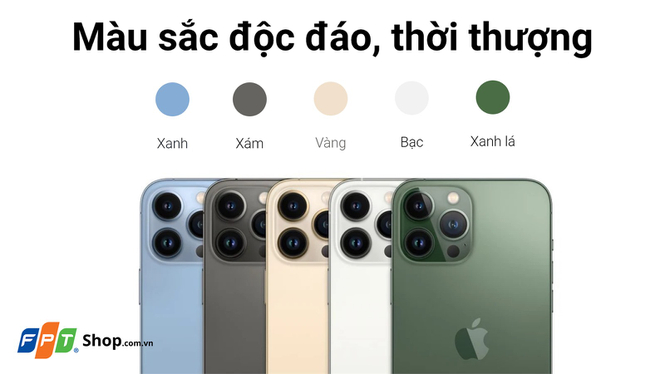 Màu sắc độc đáo, thời thượng
Xanh
Xám
Vàng
Bạc
Xanh lá
FPT® Shop.com.vn